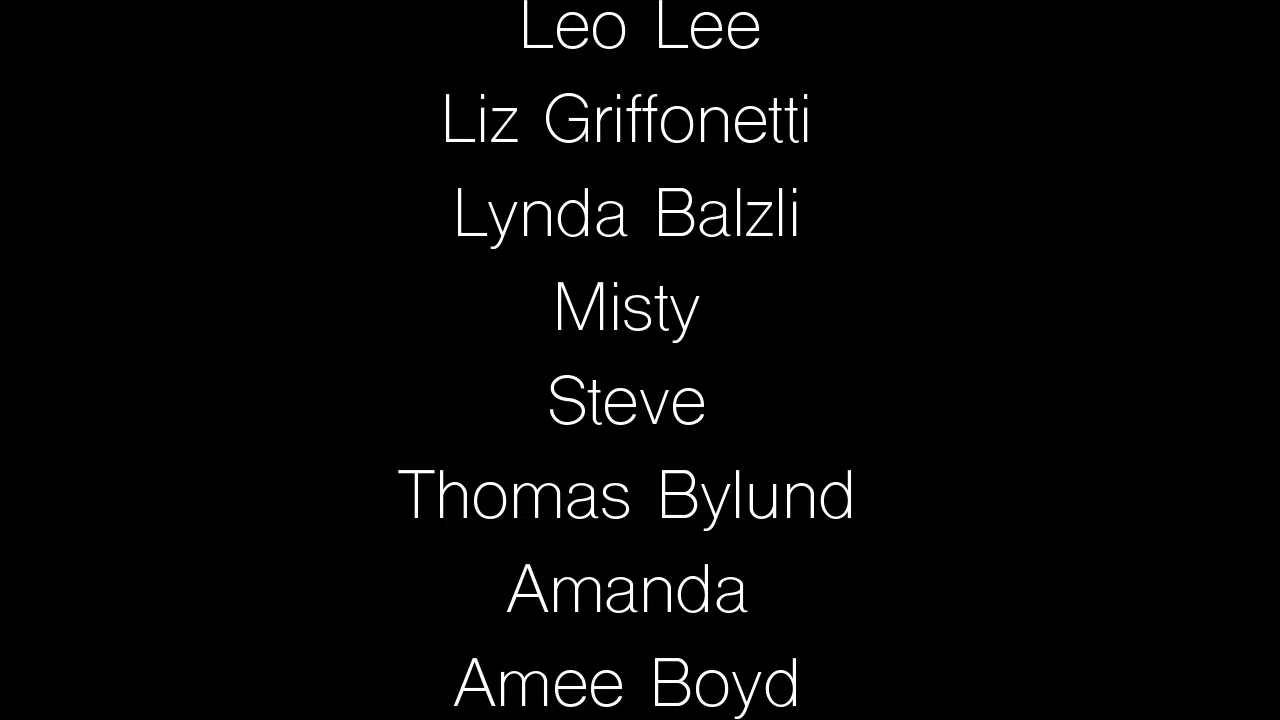 Leo Lee
Liz Griffonetti
Lynda Balzli
Misty
Steve
Thomas Bylund
Amanda
Amee Boyd